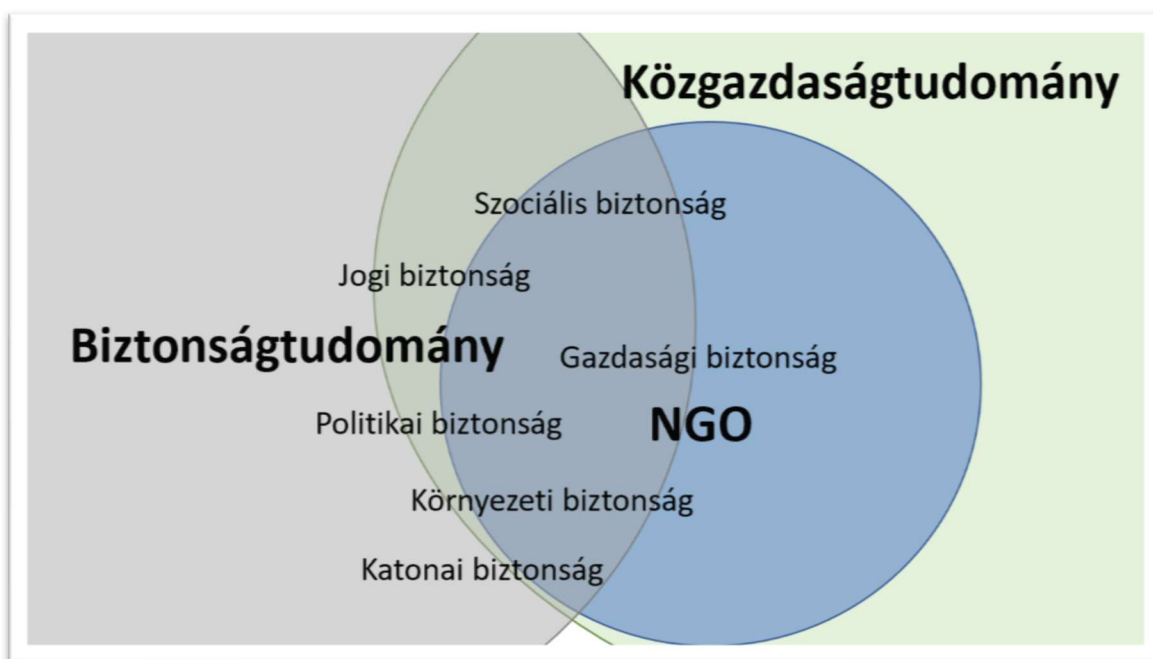 Közgazdaságtudomány
Szociális biztonság
Jogi biztonság
Biztonságtudomány
Gazdasági biztonság
Politikai biztonság
NGO
Környezeti biztonság
Katonai biztonság